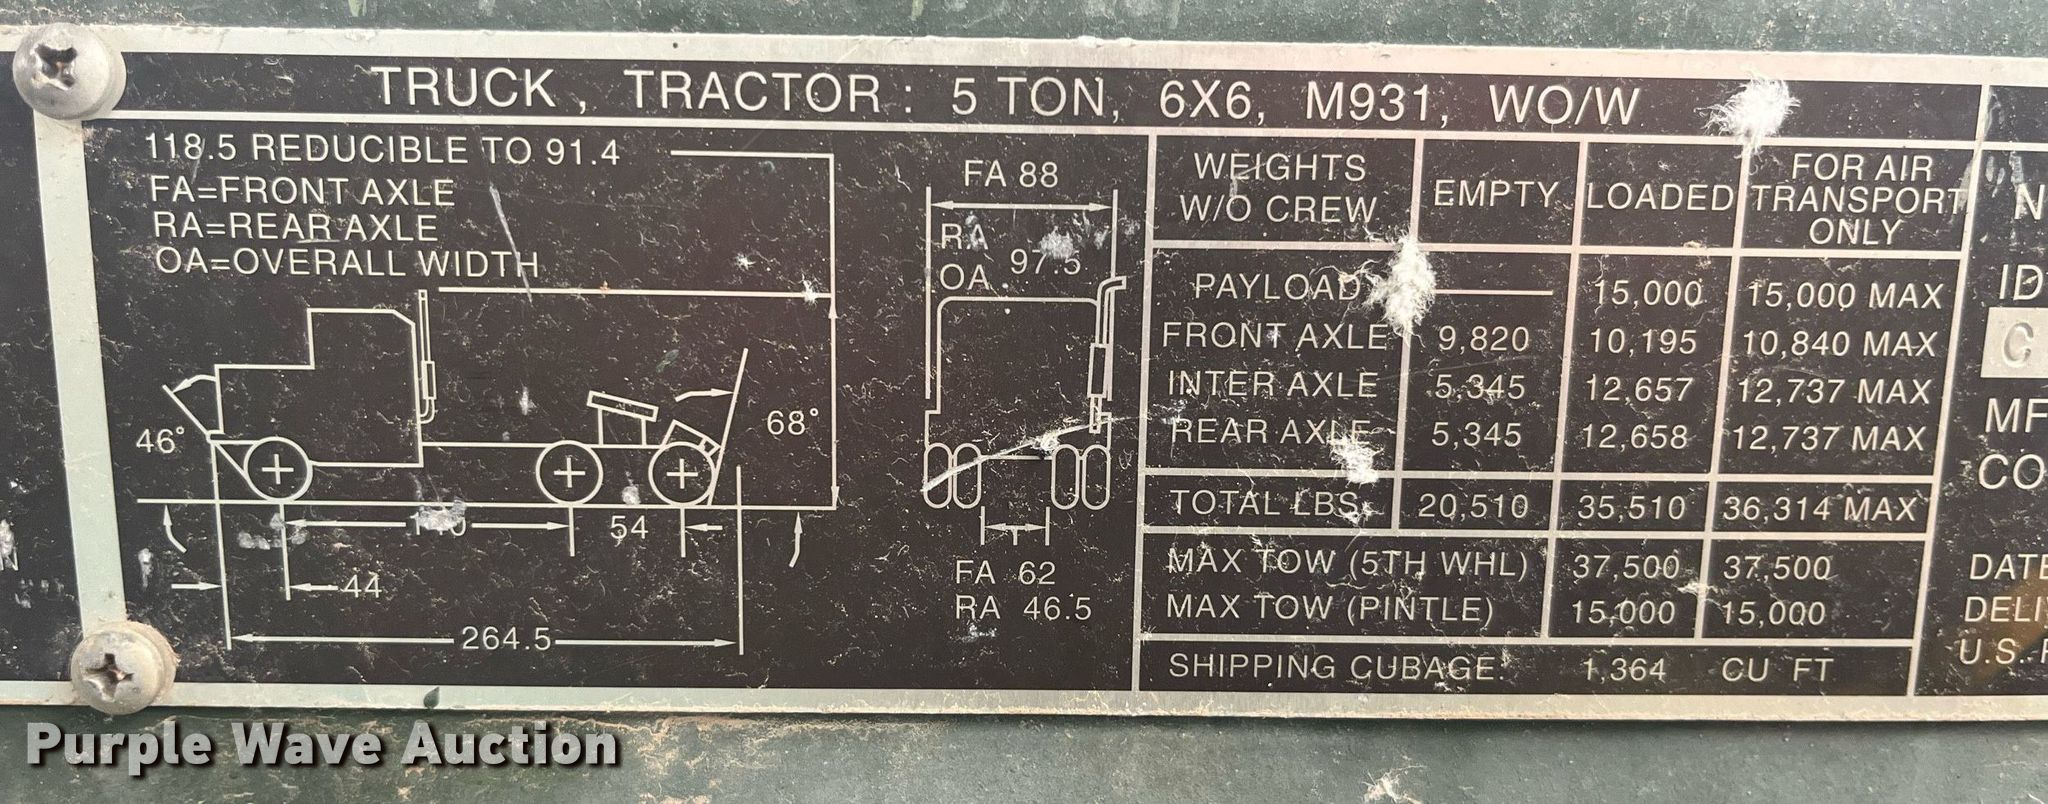 TRUCK, TRACTOR: 5 TON, 6X6, M931, WO/W
118.5 REDUCIBLE TO 91.4
FA=FRONT AXLE
RA=REAR AXLE
OA=OVERALL WIDTH
46°
68°
54
44
264.5
FA 88
RA
OA 97.5
FA 62
RA 46.5
WEIGHTS W/O CREW EMPTY LOADED FOR AIR TRANSPORT ONLY
PAYLOAD 15,000 15,000 MAX
FRONT AXLE 9,820 10,195 10,840 MAX
INTER AXLE 5,345 12,657 12,737 MAX
REAR AXLE 5,345 12,658 12,737 MAX
TOTAL LBS. 20,510 35,510 36,314 MAX
MAX TOW (5TH WHL) 37,500 37,500
MAX TOW (PINTLE) 15,000 15,000
SHIPPING CUBAGE: 1,364 CU FT
ID
C
MF
CO
DATE
DELI
U.S.
Purple Wave Auction